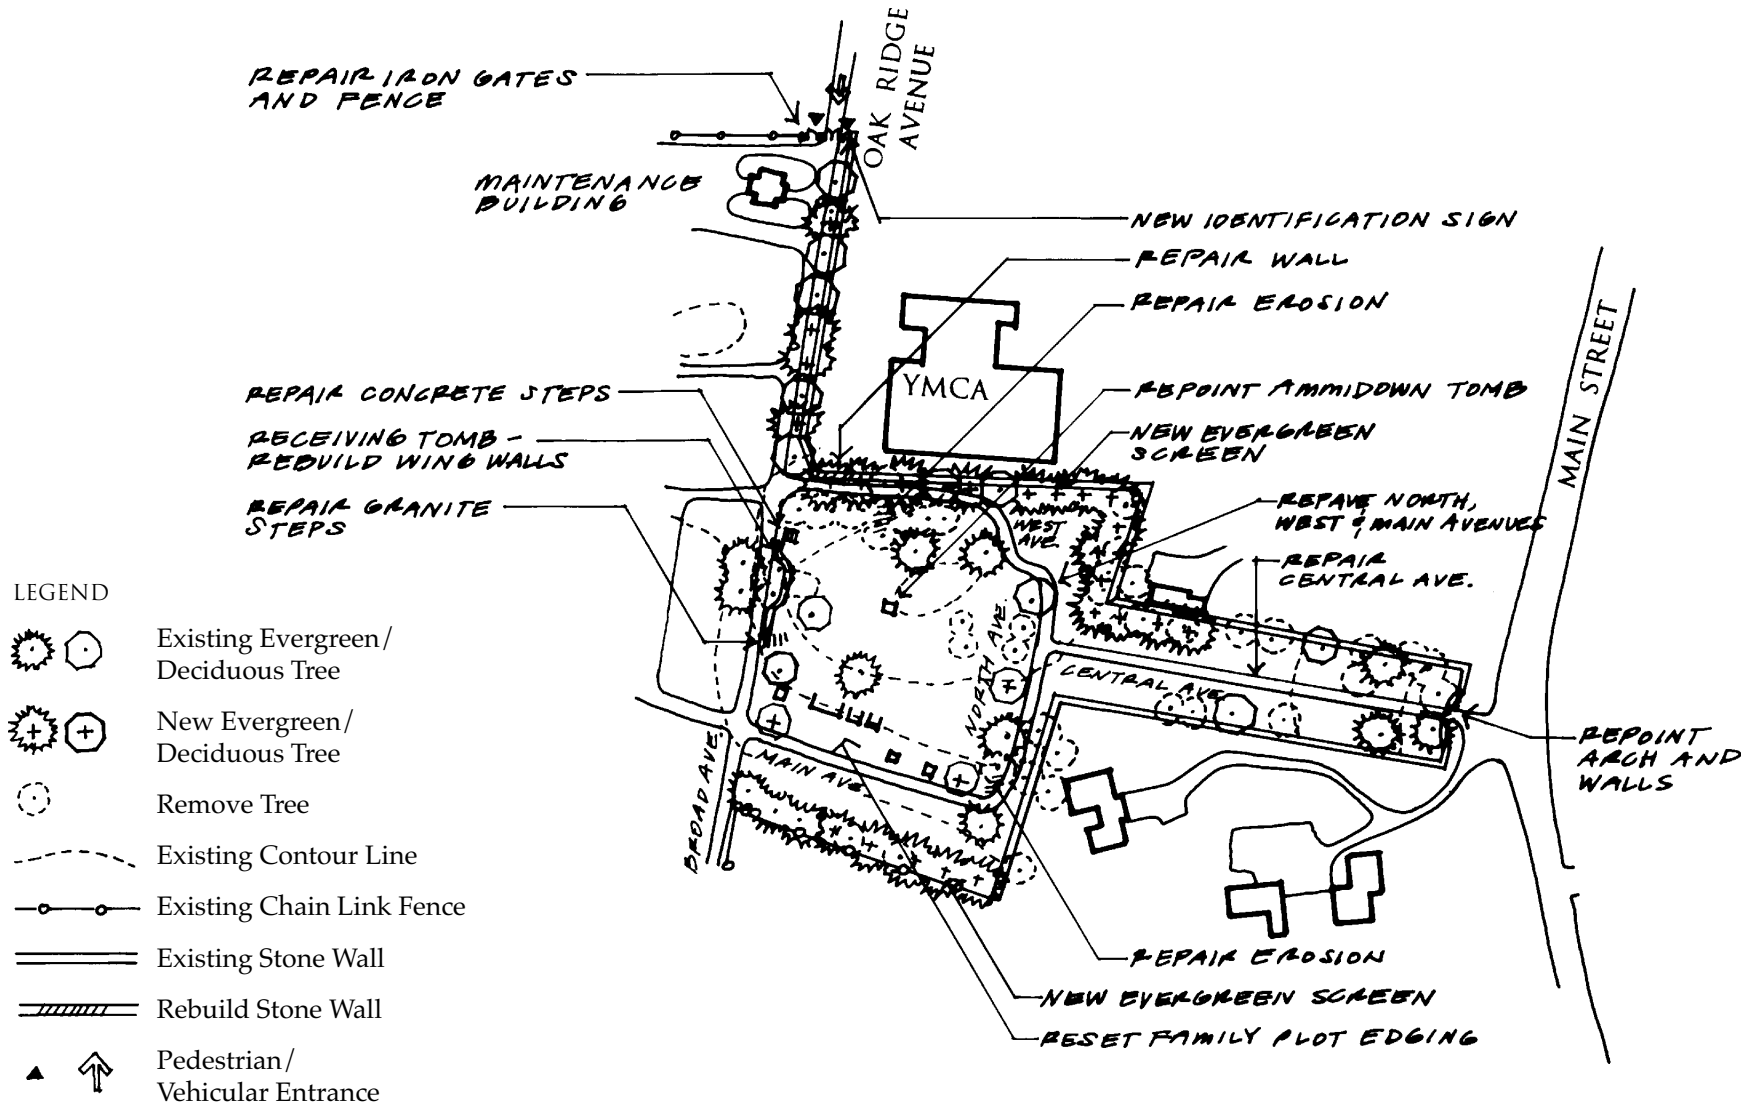 OAK RIDGE
AVENUE
REPAIR IRON GATES
AND FENCE
MAINTENANCE
BUILDING
NEW IDENTIFICATION SIGN
REPAIR WALL
REPAIR EROSION
MAIN STREET
YMCA
REPAIR CONCRETE STEPS
REPOINT AMMIDOWN TOMB
RECEIVING TOMB -
REBUILD WING WALLS
NEW EVERGREEN
SCREEN
REPAIR GRANITE
STEPS
REPAVE NORTH,
WEST & MAIN AVENUES
WEST
AVE.
REPAIR
CENTRAL AVE.
NORTH AVE.
CENTRAL AVE
MAIN AVE
BROAD AVE.
REPOINT
ARCH AND
WALLS
REPAIR EROSION
NEW EVERGREEN SCREEN
RESET FAMILY PLOT EDGING
LEGEND
Existing Evergreen/
Deciduous Tree
New Evergreen/
Deciduous Tree
Remove Tree
Existing Contour Line
Existing Chain Link Fence
Existing Stone Wall
Rebuild Stone Wall
Pedestrian/
Vehicular Entrance